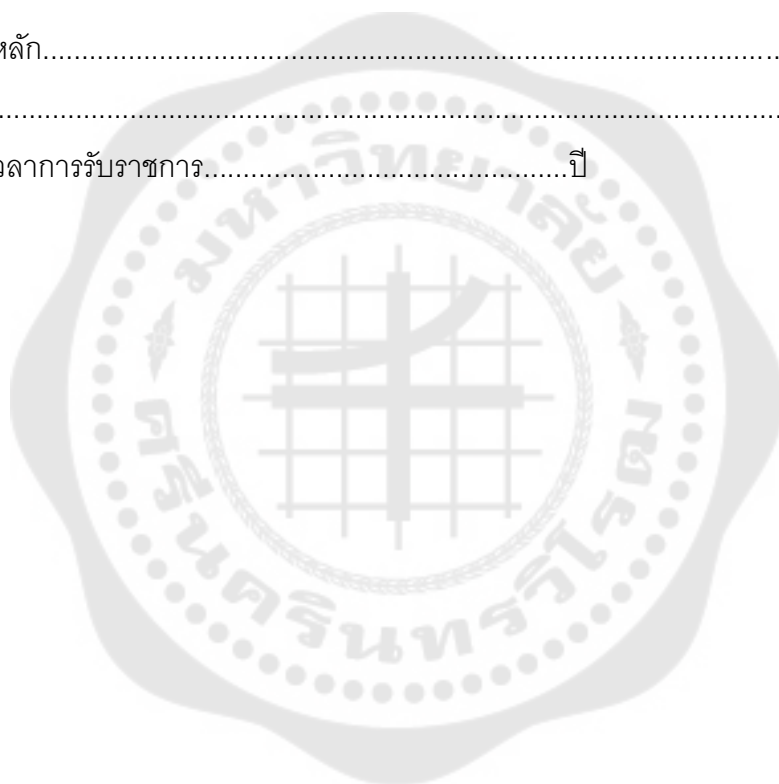 หลัก................................................................................................
.....................................................................................................
วลาการรับราชการ...............................................ปี
มหาวิทยาลัย
ศรีนครินทรวิโรฒ